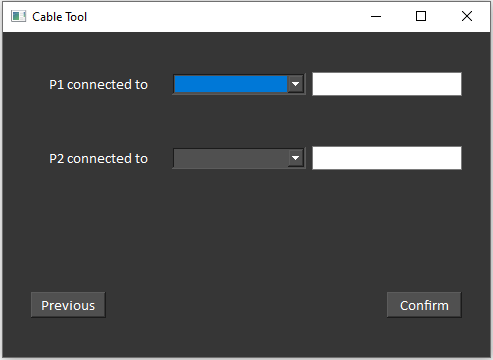 Cable Tool
P1 connected to
P2 connected to
Previous
Confirm